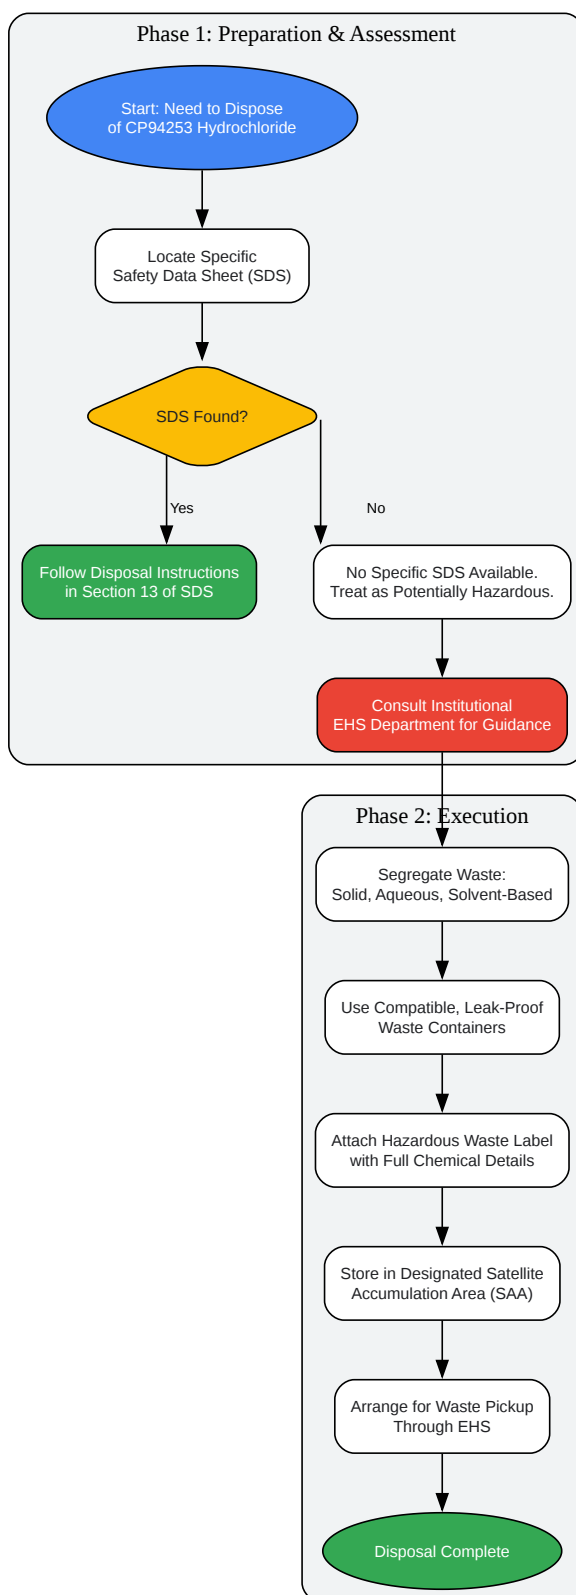 Phase 1: Preparation & Assessment
Start: Need to Dispose
of CP94253 Hydrochloride
Locate Specific
Safety Data Sheet (SDS)
SDS Found?
Yes
No
Follow Disposal Instructions
in Section 13 of SDS
No Specific SDS Available.
Treat as Potentially Hazardous.
Consult Institutional
EHS Department for Guidance
Phase 2: Execution
Segregate Waste:
Solid, Aqueous, Solvent-Based
Use Compatible, Leak-Proof
Waste Containers
Attach Hazardous Waste Label
with Full Chemical Details
Store in Designated Satellite
Accumulation Area (SAA)
Arrange for Waste Pickup
Through EHS
Disposal Complete